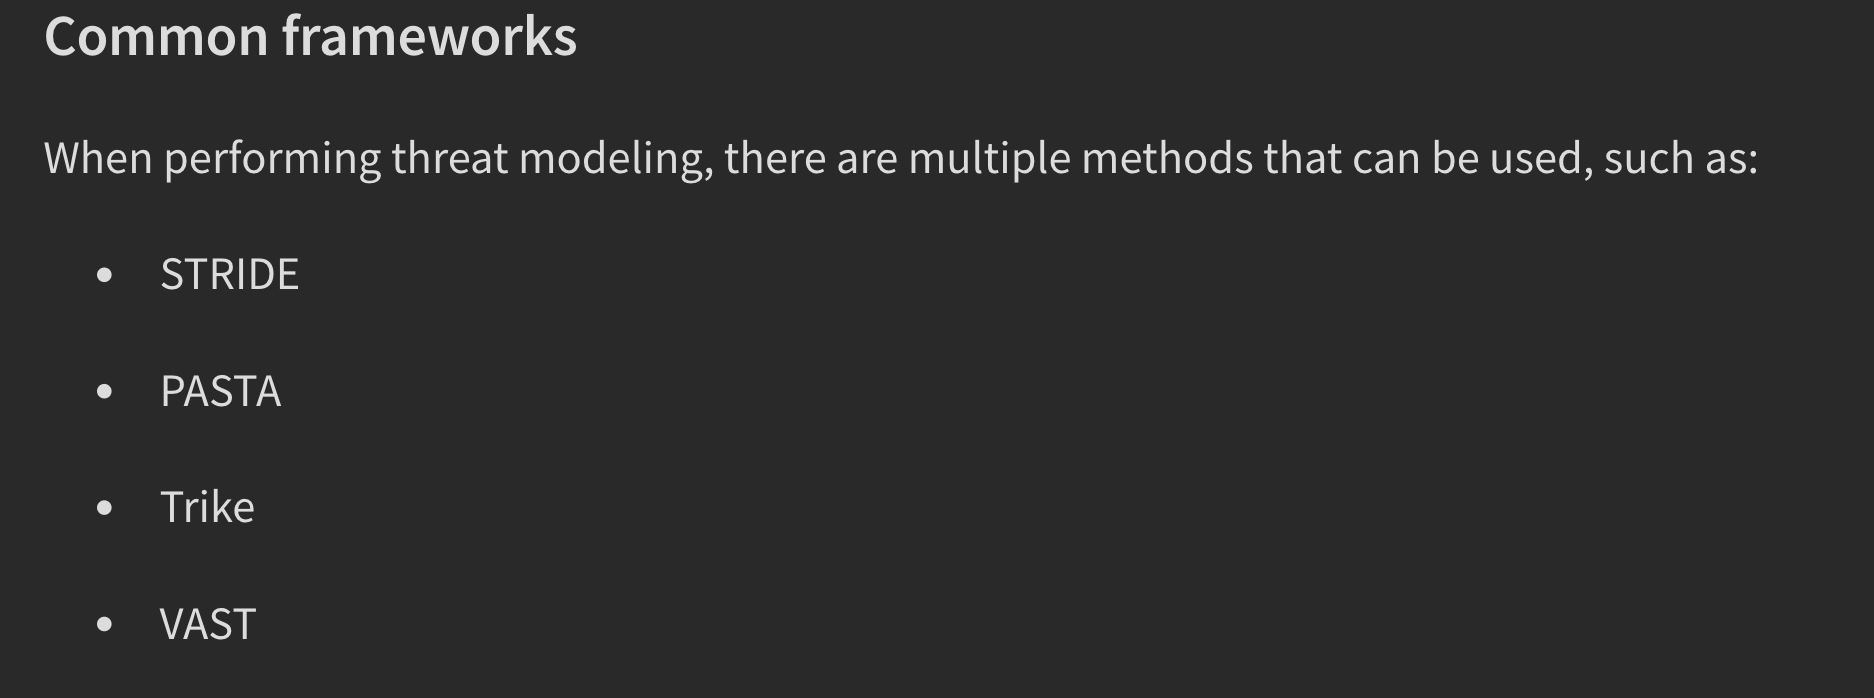 Common frameworks
When performing threat modeling, there are multiple methods that can be used, such as:
• STRIDE
• PASTA
• Trike
• VAST